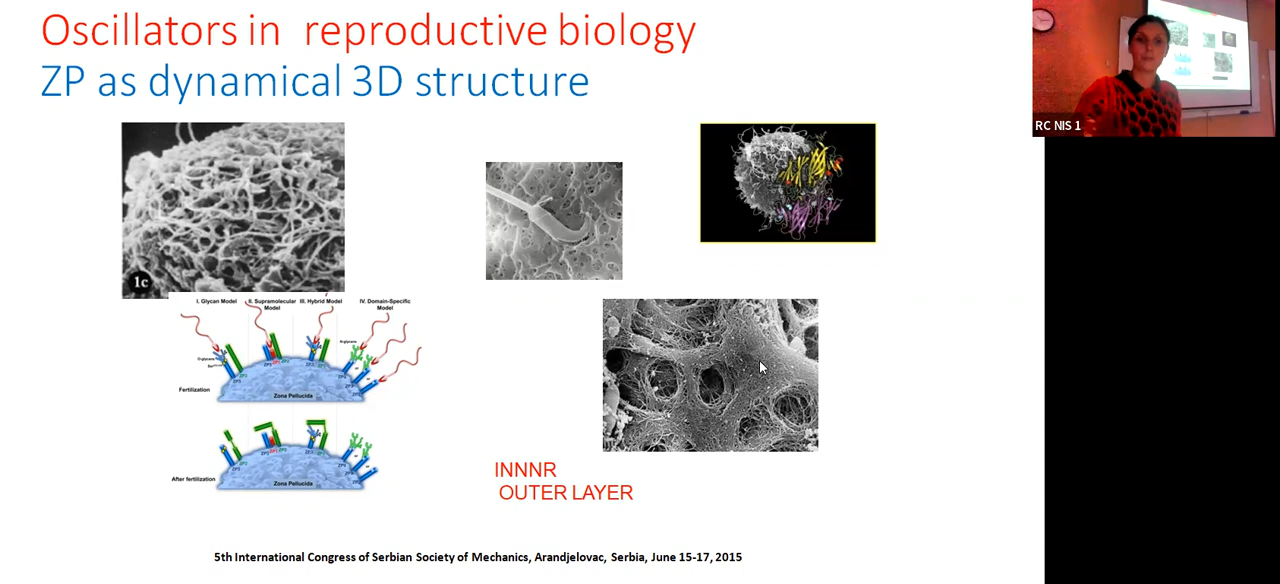 Oscillators in reproductive biology
ZP as dynamical 3D structure
RC NIS 1
1c
I. Glycan Model
II. Supramolecular Model
III. Hybrid Model
IV. Domain-Specific Model
N-glycans
O-glycans
Fertilization
Zona Pellucida
After fertilization
Zona Pellucida
INNNR
OUTER LAYER
5th International Congress of Serbian Society of Mechanics, Arandjelovac, Serbia, June 15-17, 2015